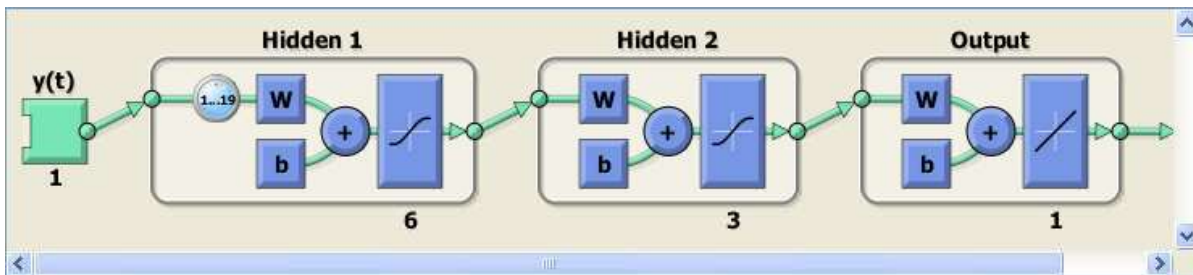 Hidden 1 Hidden 2 Output
y(t)
1...19 W W W
+ + +
b b b
1 6 3 1